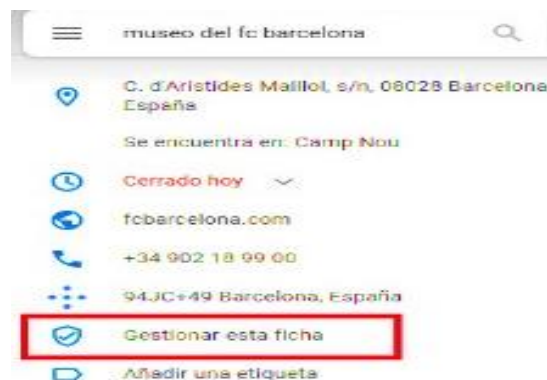 museo del fc barcelona
C. d'Aristides Maillol, s/n, 08028 Barcelona
España
Se encuentra en: Camp Nou
Cerrado hoy
fcbarcelona.com
+34 902 18 99 00
94JC+49 Barcelona, España
Gestionar esta ficha
Añadir una etiqueta